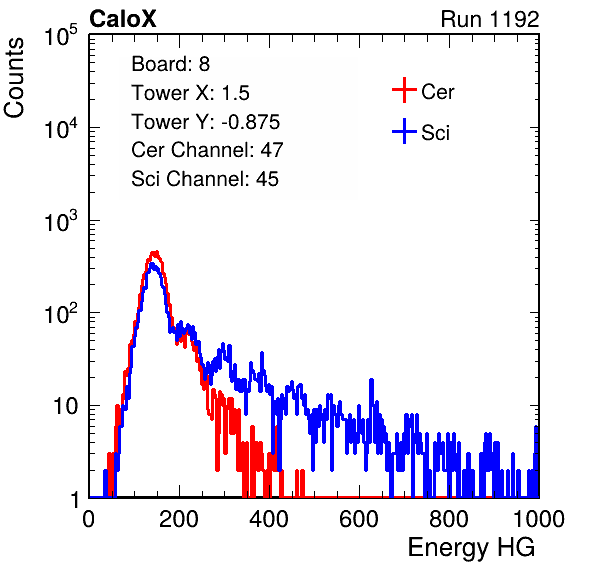 CaloX Run 1192
10^5
Counts
Board: 8
Tower X: 1.5
Tower Y: -0.875
Cer Channel: 47
Sci Channel: 45
Cer
Sci
10^4
10^3
10^2
10
1
0 200 400 600 800 1000
Energy HG